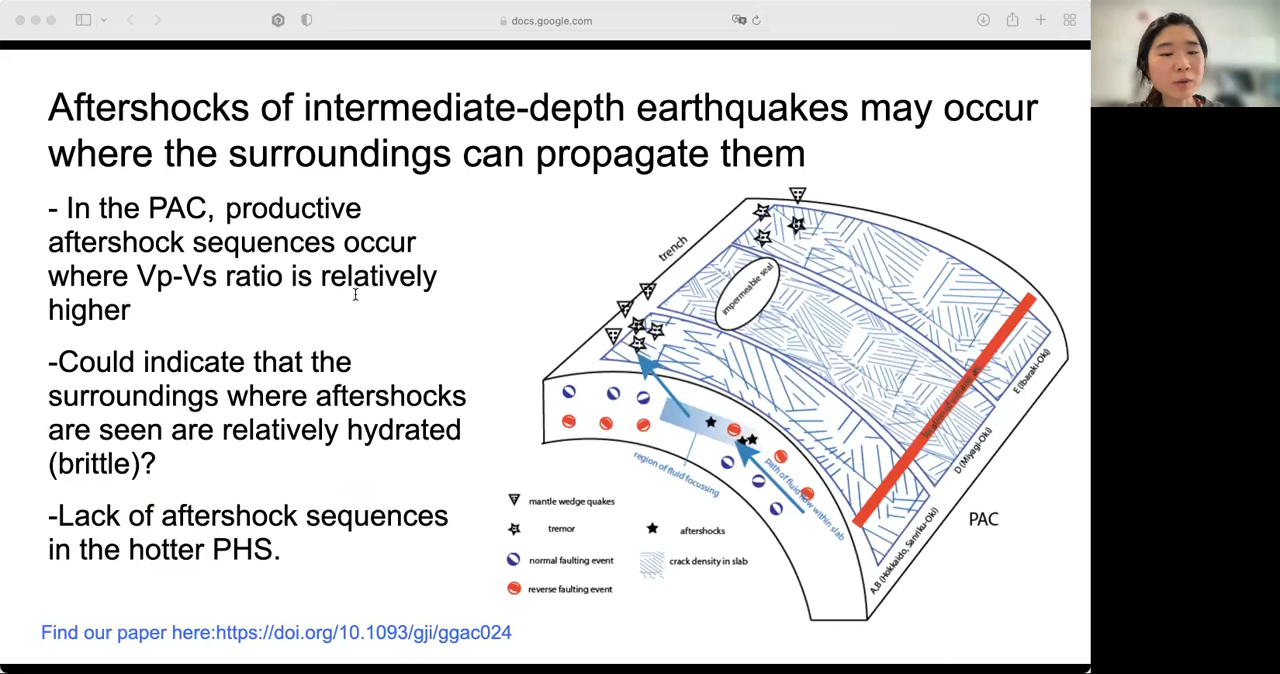 docs.google.com
Aftershocks of intermediate-depth earthquakes may occur
where the surroundings can propagate them
- In the PAC, productive
aftershock sequences occur
where Vp-Vs ratio is relatively
higher
-Could indicate that the
surroundings where aftershocks
are seen are relatively hydrated
(brittle)?
-Lack of aftershock sequences
in the hotter PHS.
Find our paper here:https://doi.org/10.1093/gji/ggac024
trench
impermeable seal
E (Ibaraki-Oki)
D (Miyagi-Oki)
A,B (Hokkaido, Sanriku-Oki)
PAC
region of fluid focussing
path of fluid flow within slab
mantle wedge quakes
tremor
aftershocks
normal faulting event
crack density in slab
reverse faulting event